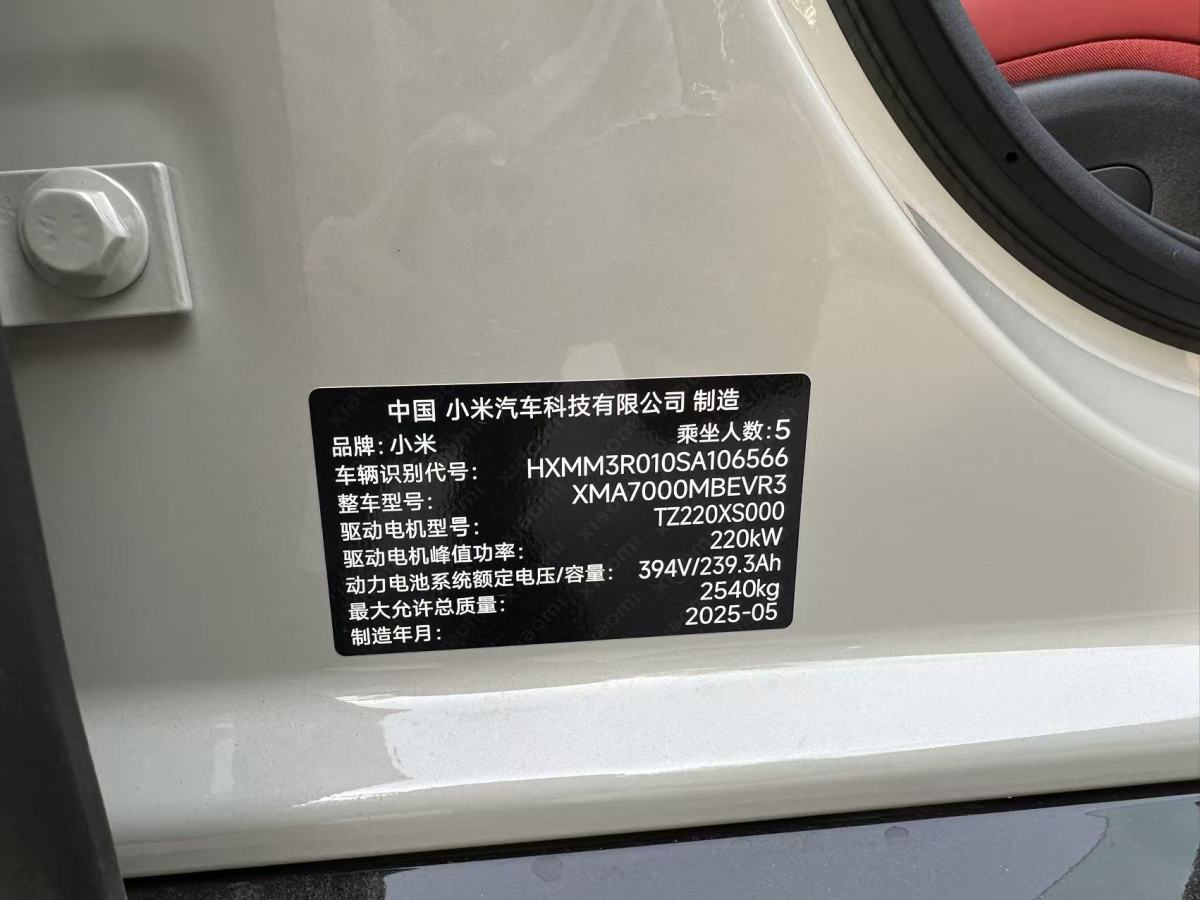 中国 小米汽车科技有限公司 制造
品牌：小米 乘坐人数：5
车辆识别代号： HXMM3R010SA106566
整车型号： XMA7000MBEVR3
驱动电机型号： TZ220XS000
驱动电机峰值功率： 220kW
动力电池系统额定电压/容量： 394V/239.3Ah
最大允许总质量： 2540kg
制造年月： 2025-05